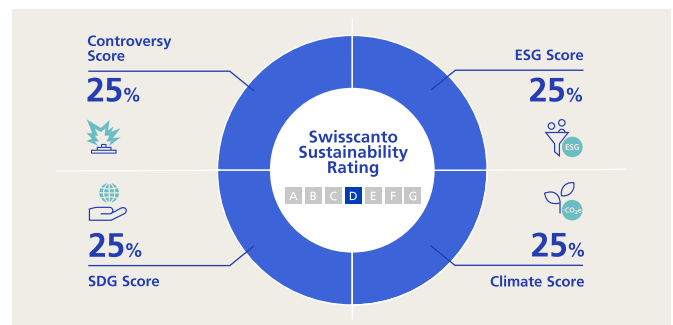 Controversy
Score
25%
ESG Score
25%
ESG
Swisscanto
Sustainability
Rating
A B C D E F G
25%
SDG Score
CO₂e
25%
Climate Score